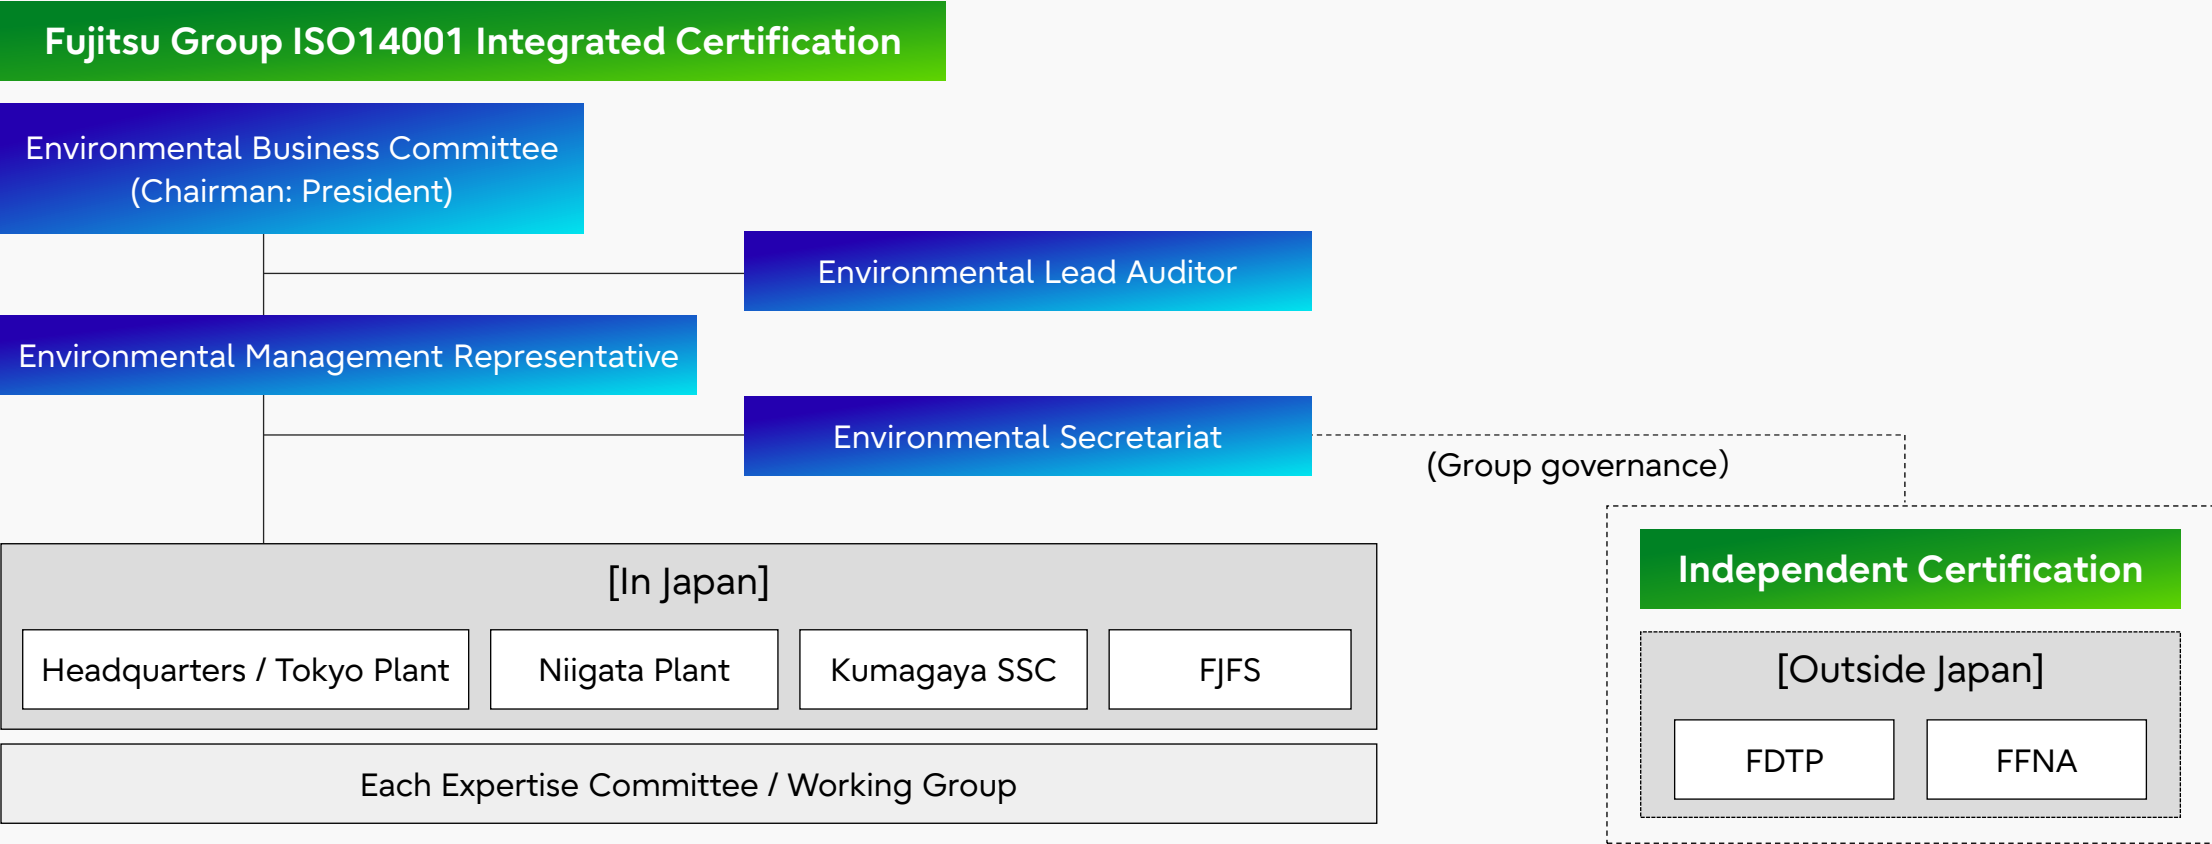 Fujitsu Group ISO14001 Integrated Certification
Environmental Business Committee
(Chairman: President)
Environmental Lead Auditor
Environmental Management Representative
Environmental Secretariat
(Group governance)
[In Japan]
Headquarters / Tokyo Plant
Niigata Plant
Kumagaya SSC
FJFS
Each Expertise Committee / Working Group
Independent Certification
[Outside Japan]
FDTP
FFNA